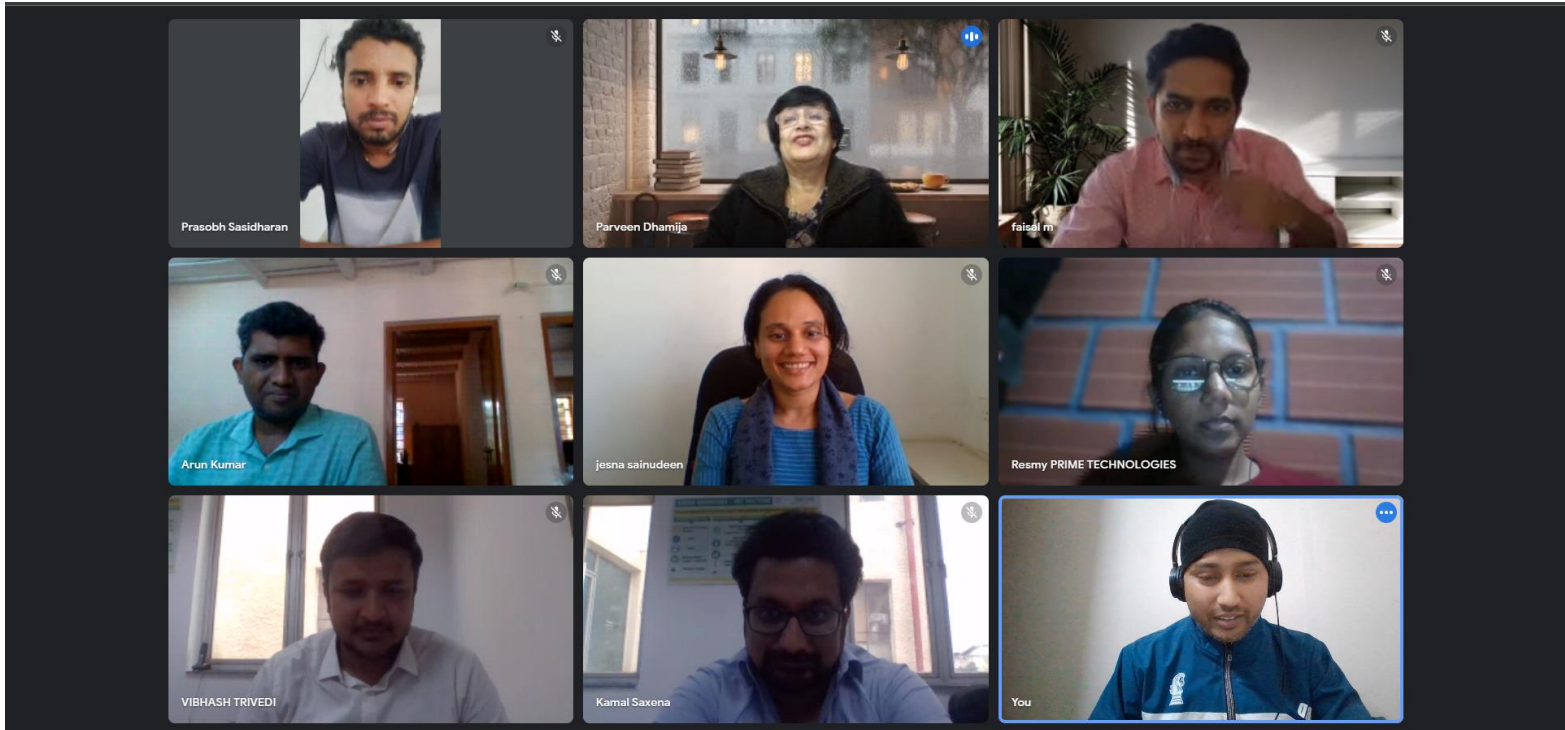 Prasobh Sasidharan
Parveen Dhamija
faisal m
Arun Kumar
jesna sainudeen
Resmy PRIME TECHNOLOGIES
VIBHASH TRIVEDI
Kamal Saxena
You